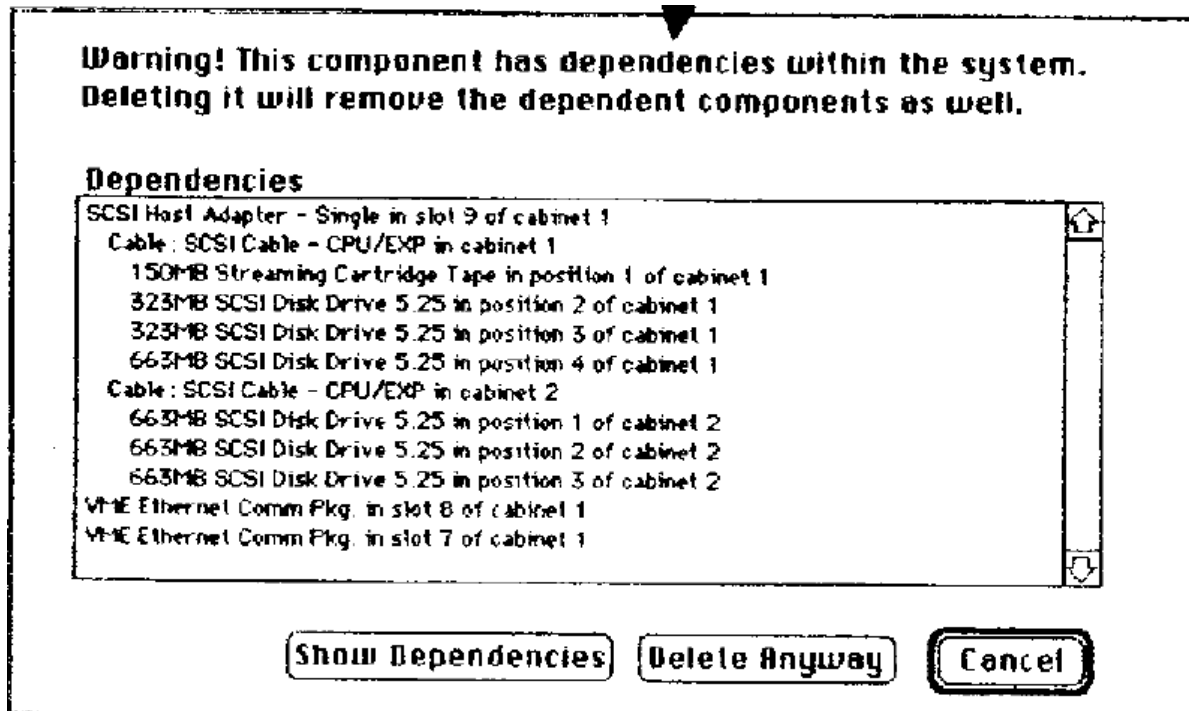 Warning! This component has dependencies within the system.
Deleting it will remove the dependent components as well.
Dependencies
SCSI Host Adapter - Single in slot 9 of cabinet 1
Cable : SCSI Cable - CPU/EXP in cabinet 1
150MB Streaming Cartridge Tape in position 1 of cabinet 1
323MB SCSI Disk Drive 5.25 in position 2 of cabinet 1
323MB SCSI Disk Drive 5.25 in position 3 of cabinet 1
663MB SCSI Disk Drive 5.25 in position 4 of cabinet 1
Cable : SCSI Cable - CPU/EXP in cabinet 2
663MB SCSI Disk Drive 5.25 in position 1 of cabinet 2
663MB SCSI Disk Drive 5.25 in position 2 of cabinet 2
663MB SCSI Disk Drive 5.25 in position 3 of cabinet 2
VME Ethernet Comm Pkg. in slot 8 of cabinet 1
VME Ethernet Comm Pkg. in slot 7 of cabinet 1
Show Dependencies Delete Anyway Cancel